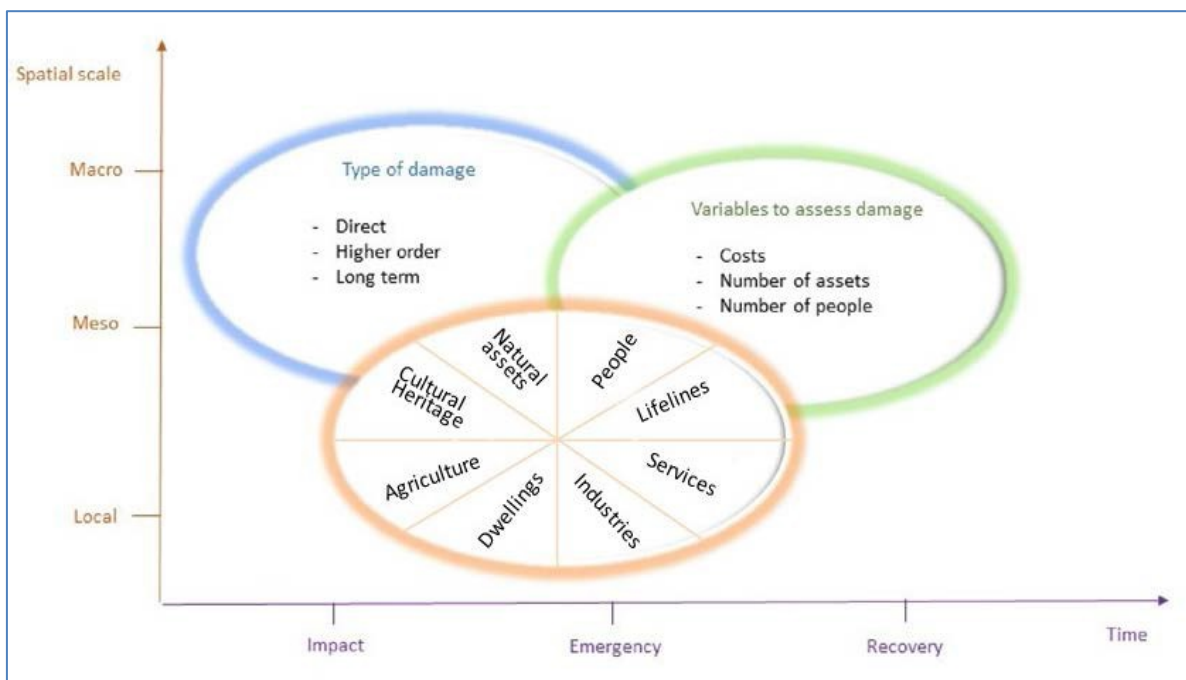 Spatial scale
Macro
Meso
Local
Type of damage
- Direct
- Higher order
- Long term
Variables to assess damage
- Costs
- Number of assets
- Number of people
Natural
assets
People
Cultural
Heritage
Lifelines
Agriculture
Services
Dwellings
Industries
Impact
Emergency
Recovery
Time